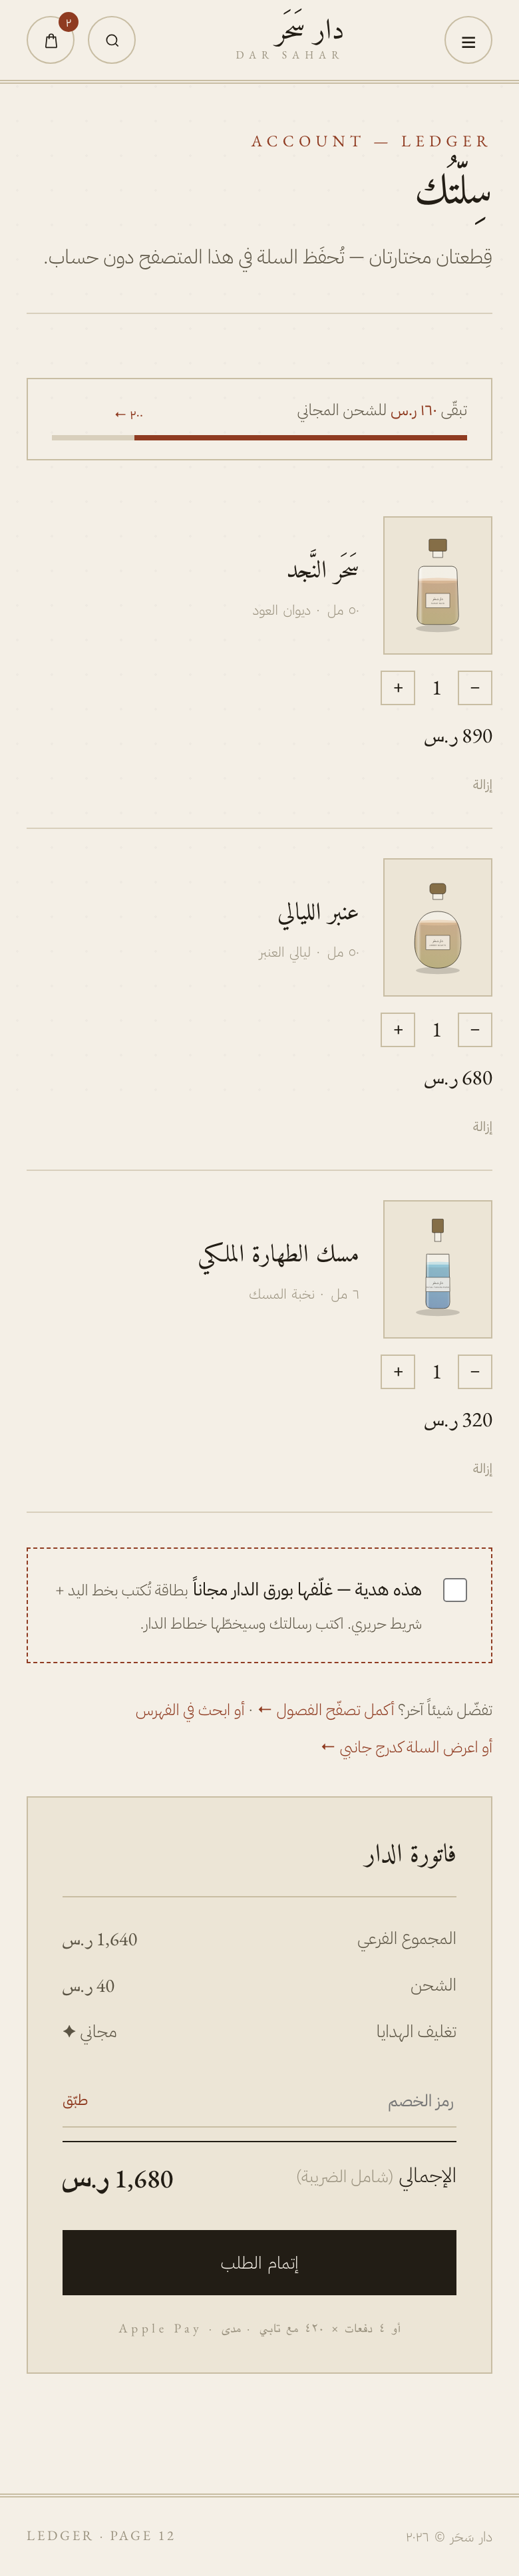 دار سَحَر
DAR SAHAR
٢
ACCOUNT — LEDGER
سِلّتُك
قِطعتان مختارتان — تُحفَظ السلة في هذا المتصفح دون حساب.
تبقّى ١٦٠ ر.س للشحن المجاني
٢٠٠ ←
سَحَر النَّجد
٥٠ مل · ديوان العود
− 1 +
890 ر.س
إزالة
عنبر الليالي
٥٠ مل · ليالي العنبر
− 1 +
680 ر.س
إزالة
مسك الطهارة الملكي
٦ مل · نخبة المسك
− 1 +
320 ر.س
إزالة
هذه هدية — غلّفها بورق الدار مجاناً بطاقة تُكتب بخط اليد +
شريط حريري. اكتب رسالتك وسيخطّها خطاط الدار.
تفضّل شيئاً آخر؟ أكمل تصفّح الفصول ← · أو ابحث في الفهرس
أو اعرض السلة كدرج جانبي ←
فاتورة الدار
المجموع الفرعي 1,640 ر.س
الشحن 40 ر.س
تغليف الهدايا مجاني ✦
رمز الخصم طبّق
الإجمالي (شامل الضريبة) 1,680 ر.س
إتمام الطلب
أو ٤ دفعات × ٤٢٠ مع تابي · مدى · Apple Pay
دار سَحَر © ٢٠٢٦
LEDGER · PAGE 12